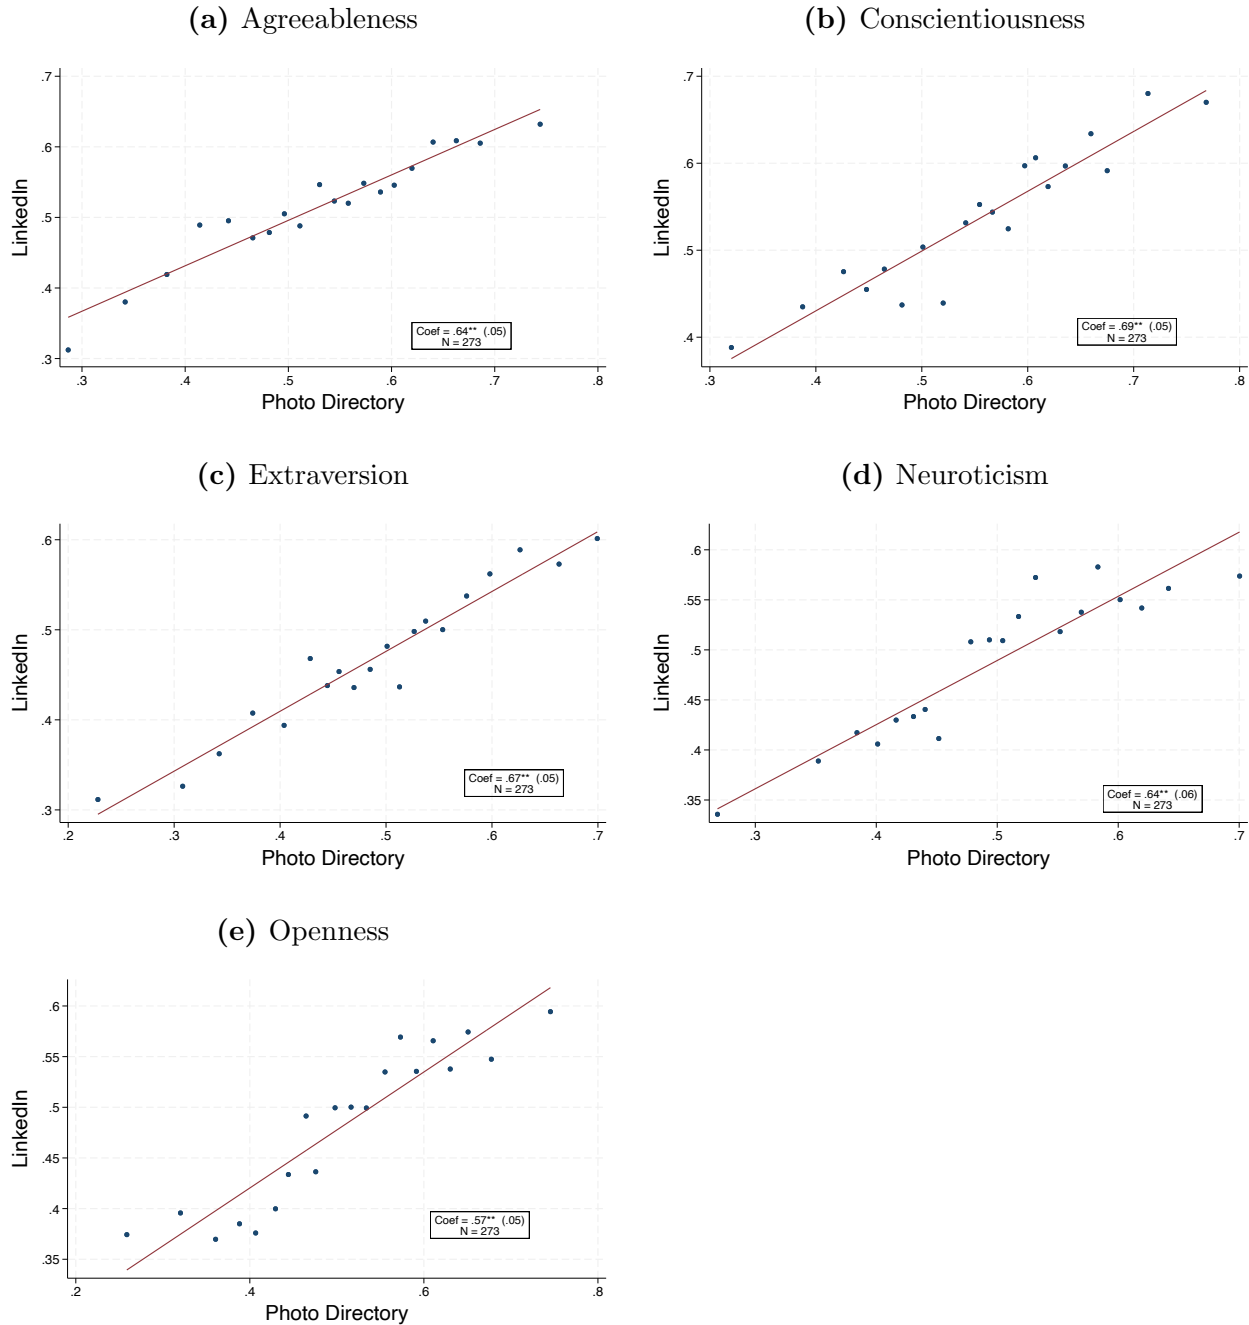 (a) Agreeableness
.7
.6
.5
.4
.3
LinkedIn
Coef = .64** (.05)
N = 273
.3 .4 .5 .6 .7 .8
Photo Directory
(b) Conscientiousness
.7
.6
.5
.4
LinkedIn
Coef = .69** (.05)
N = 273
.3 .4 .5 .6 .7 .8
Photo Directory
(c) Extraversion
.6
.5
.4
.3
LinkedIn
Coef = .67** (.05)
N = 273
.2 .3 .4 .5 .6 .7
Photo Directory
(d) Neuroticism
.6
.55
.5
.45
.4
.35
LinkedIn
Coef = .64** (.06)
N = 273
.3 .4 .5 .6 .7
Photo Directory
(e) Openness
.6
.55
.5
.45
.4
.35
LinkedIn
Coef = .57** (.05)
N = 273
.2 .4 .6 .8
Photo Directory